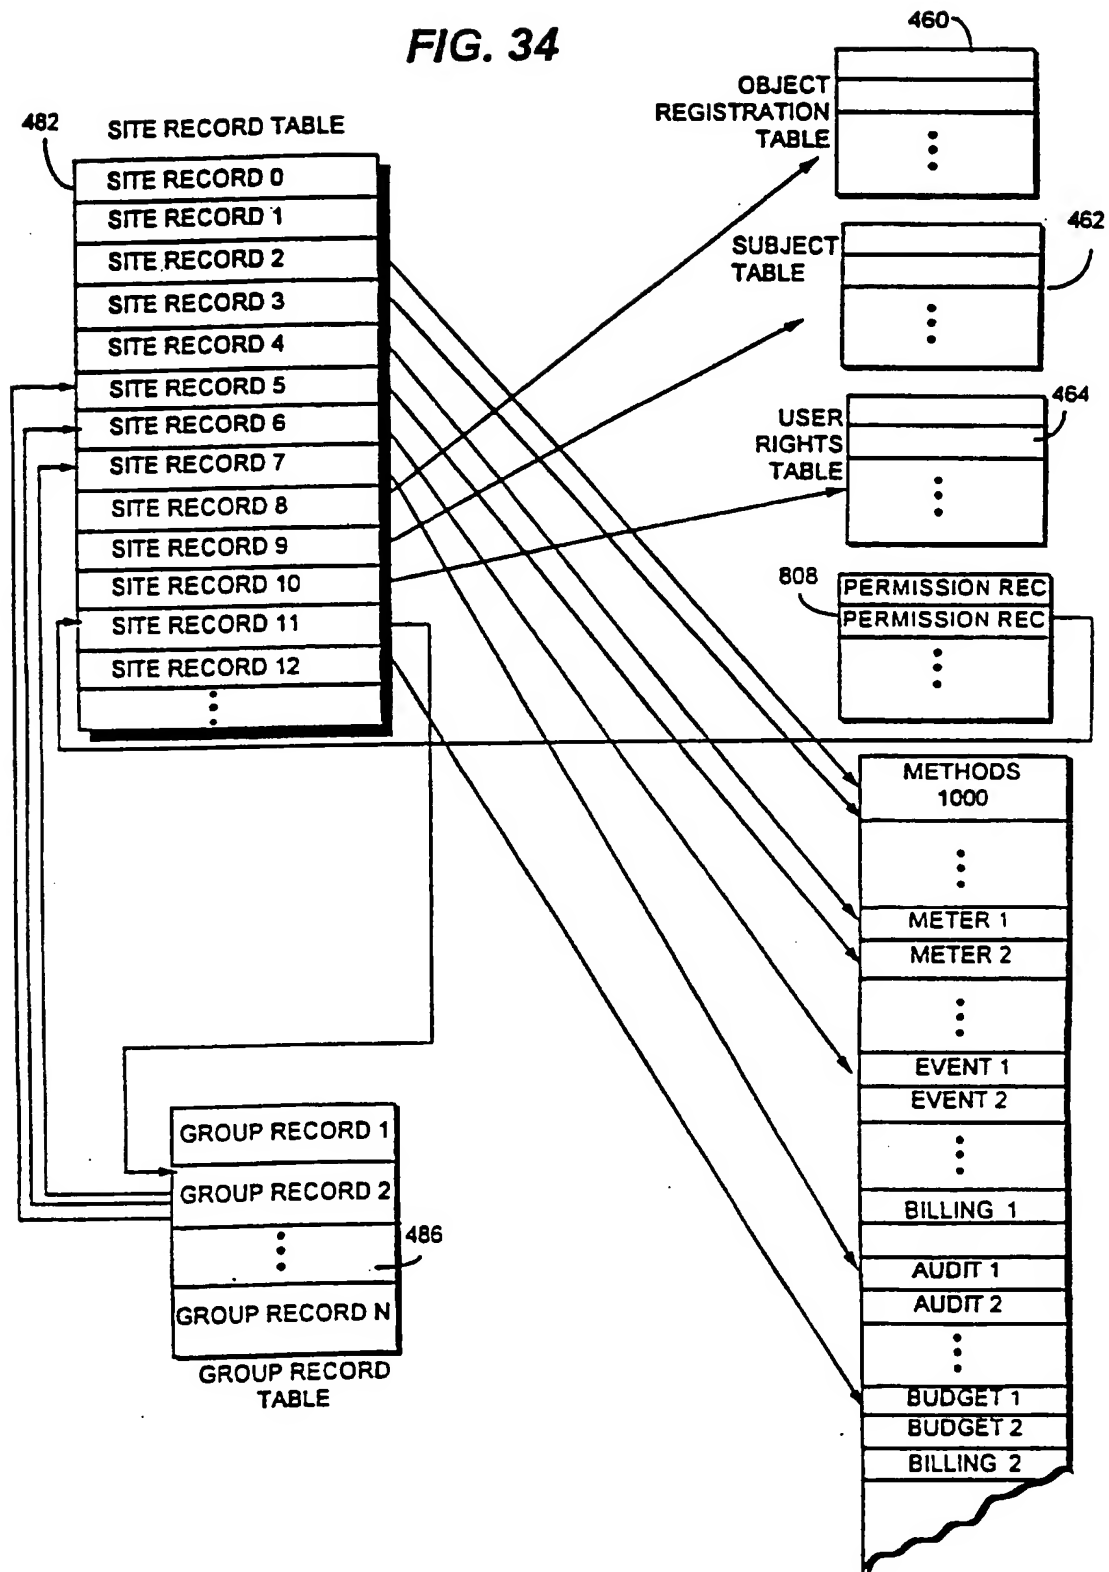 FIG. 34
460
OBJECT
REGISTRATION
TABLE
482
SITE RECORD TABLE
SITE RECORD 0
SITE RECORD 1
SITE RECORD 2
SITE RECORD 3
SITE RECORD 4
SITE RECORD 5
SITE RECORD 6
SITE RECORD 7
SITE RECORD 8
SITE RECORD 9
SITE RECORD 10
SITE RECORD 11
SITE RECORD 12
SUBJECT
TABLE
462
USER
RIGHTS
TABLE
464
808
PERMISSION REC
PERMISSION REC
METHODS
1000
METER 1
METER 2
EVENT 1
EVENT 2
BILLING 1
AUDIT 1
AUDIT 2
BUDGET 1
BUDGET 2
BILLING 2
GROUP RECORD 1
GROUP RECORD 2
486
GROUP RECORD N
GROUP RECORD
TABLE